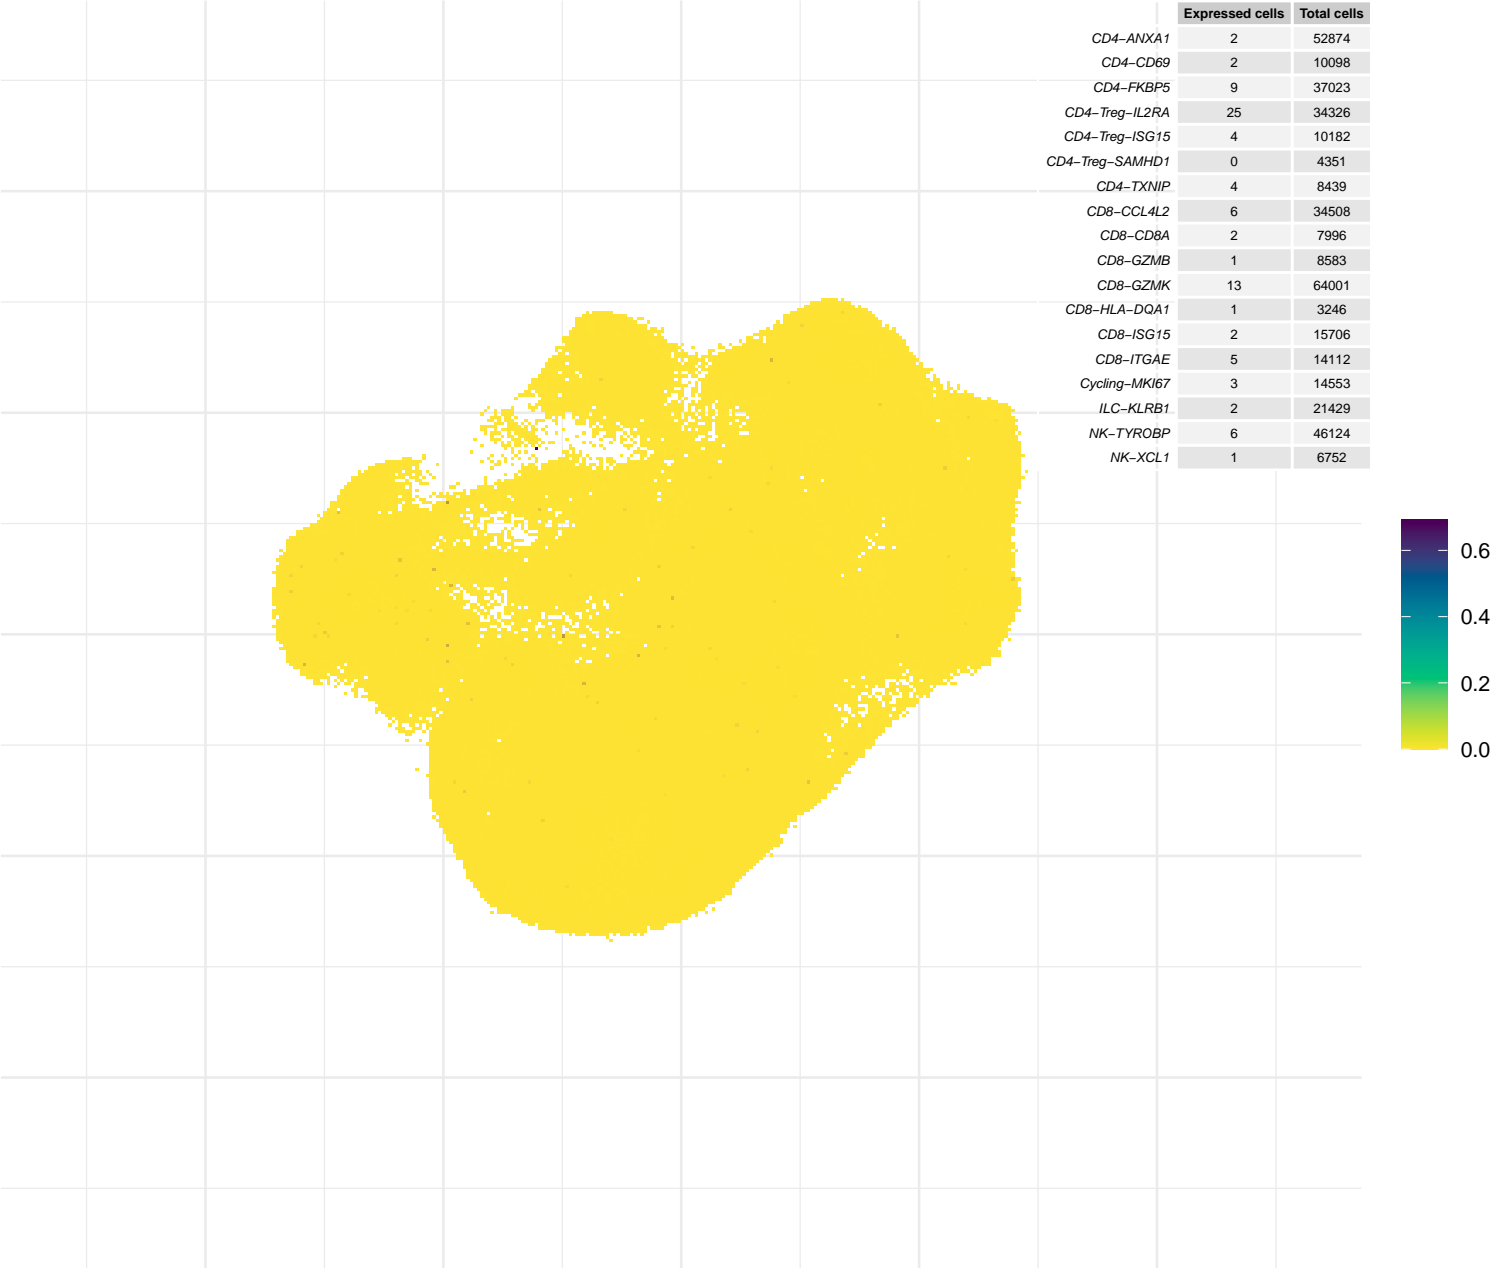 Expressed cells Total cells
CD4−ANXA1 2 52874
CD4−CD69 2 10098
CD4−FKBP5 9 37023
CD4−Treg−IL2RA 25 34326
CD4−Treg−ISG15 4 10182
CD4−Treg−SAMHD1 0 4351
CD4−TXNIP 4 8439
CD8−CCL4L2 6 34508
CD8−CD8A 2 7996
CD8−GZMB 1 8583
CD8−GZMK 13 64001
CD8−HLA−DQA1 1 3246
CD8−ISG15 2 15706
CD8−ITGAE 5 14112
Cycling−MKI67 3 14553
ILC−KLRB1 2 21429
NK−TYROBP 6 46124
NK−XCL1 1 6752
0.6
0.4
0.2
0.0